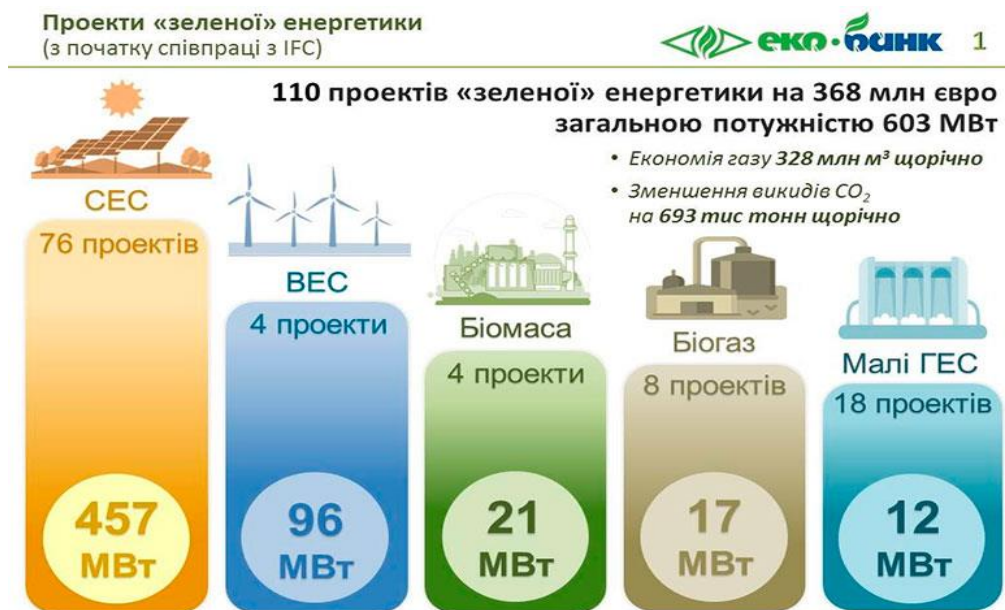 Проекти «зеленої» енергетики
(з початку співпраці з IFC)
еко•банк 1
110 проектів «зеленої» енергетики на 368 млн євро
загальною потужністю 603 МВт
• Економія газу 328 млн м³ щорічно
• Зменшення викидів CO₂
на 693 тис тонн щорічно
СЕС
76 проектів
457
МВт
ВЕС
4 проекти
96
МВт
Біомаса
4 проекти
21
МВт
Біогаз
8 проектів
17
МВт
Малі ГЕС
18 проектів
12
МВт